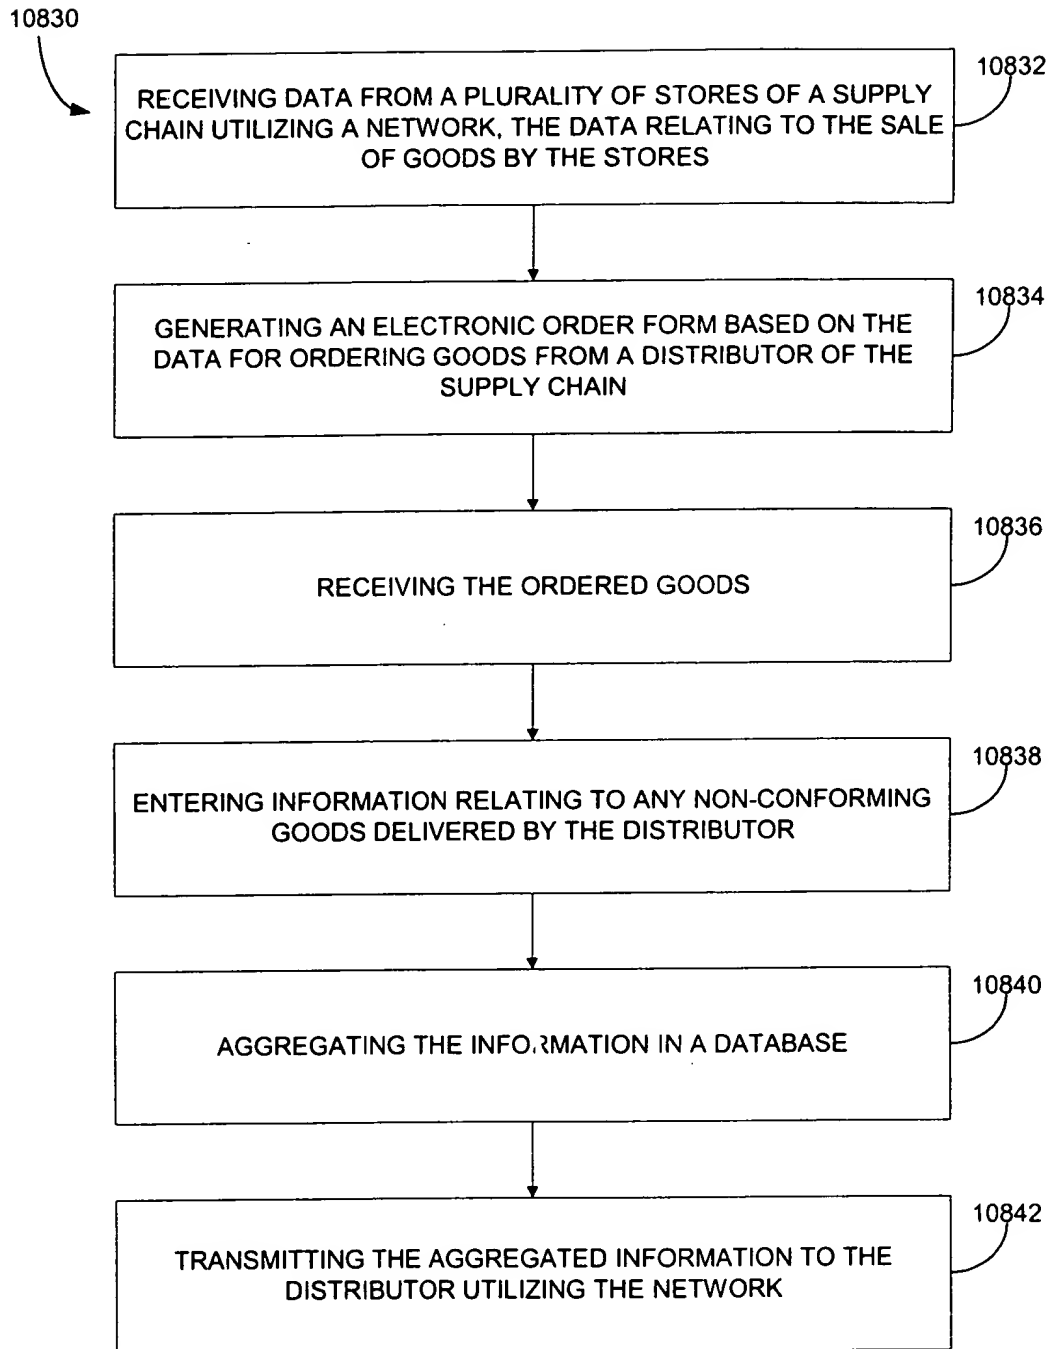 10830
10832
RECEIVING DATA FROM A PLURALITY OF STORES OF A SUPPLY
CHAIN UTILIZING A NETWORK, THE DATA RELATING TO THE SALE
OF GOODS BY THE STORES
10834
GENERATING AN ELECTRONIC ORDER FORM BASED ON THE
DATA FOR ORDERING GOODS FROM A DISTRIBUTOR OF THE
SUPPLY CHAIN
10836
RECEIVING THE ORDERED GOODS
10838
ENTERING INFORMATION RELATING TO ANY NON-CONFORMING
GOODS DELIVERED BY THE DISTRIBUTOR
10840
AGGREGATING THE INFORMATION IN A DATABASE
10842
TRANSMITTING THE AGGREGATED INFORMATION TO THE
DISTRIBUTOR UTILIZING THE NETWORK